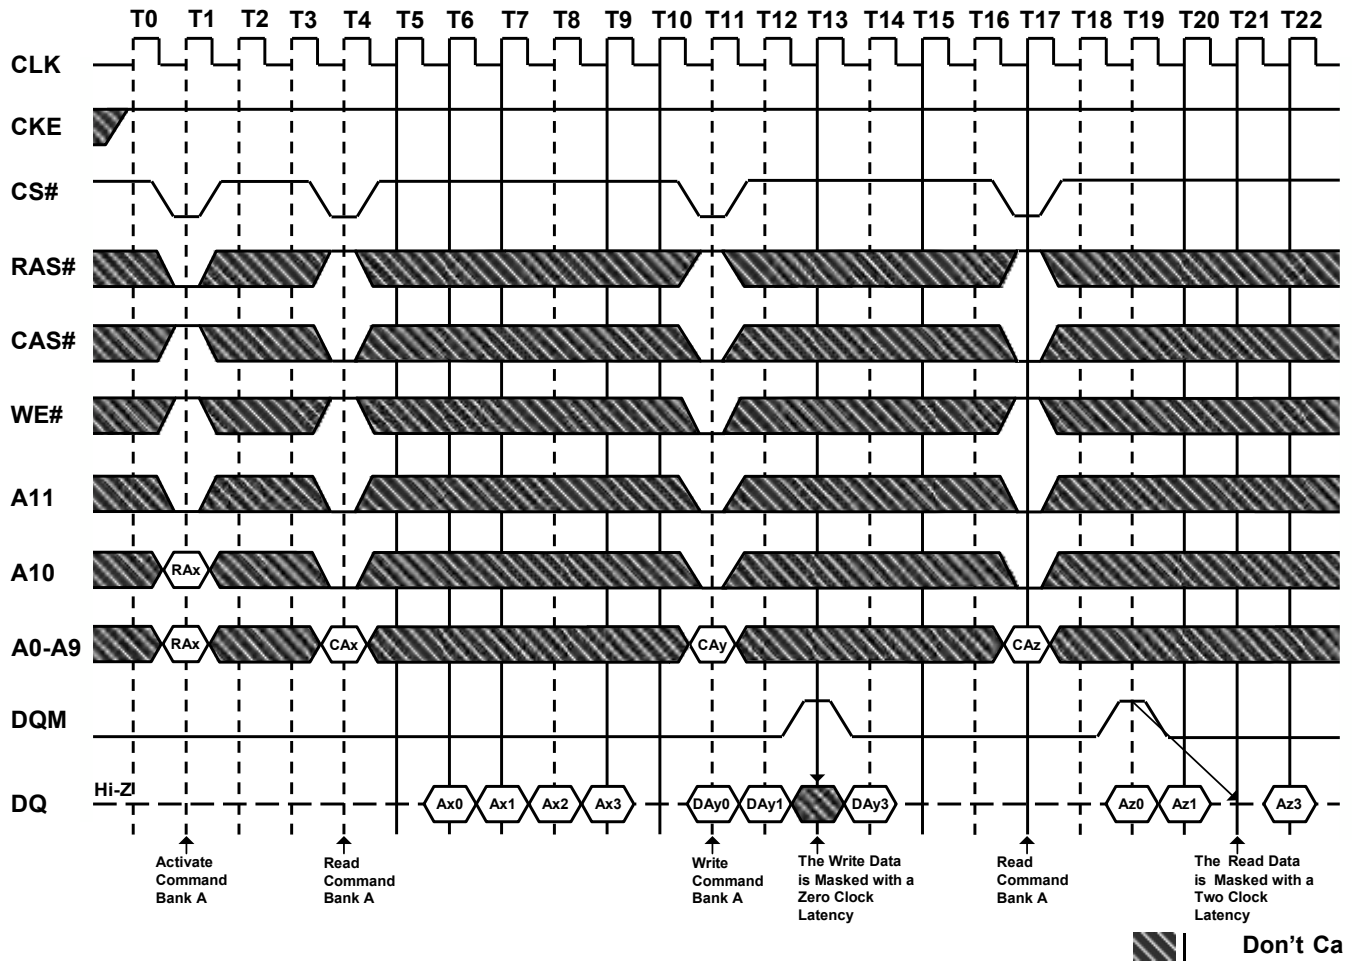 T0 T1 T2 T3 T4 T5 T6 T7 T8 T9 T10 T11 T12 T13 T14 T15 T16 T17 T18 T19 T20 T21 T22
CLK
CKE
CS#
RAS#
CAS#
WE#
A11
A10 RAx
A0-A9 RAx CAx CAy CAz
DQM
Hi-Z
DQ Ax0 Ax1 Ax2 Ax3 DAy0 DAy1 DAy3 Az0 Az1 Az3
Activate
Command
Bank A
Read
Command
Bank A
Write
Command
Bank A
The Write Data
is Masked with a
Zero Clock
Latency
Read
Command
Bank A
The Read Data
is Masked with a
Two Clock
Latency
Don't Ca